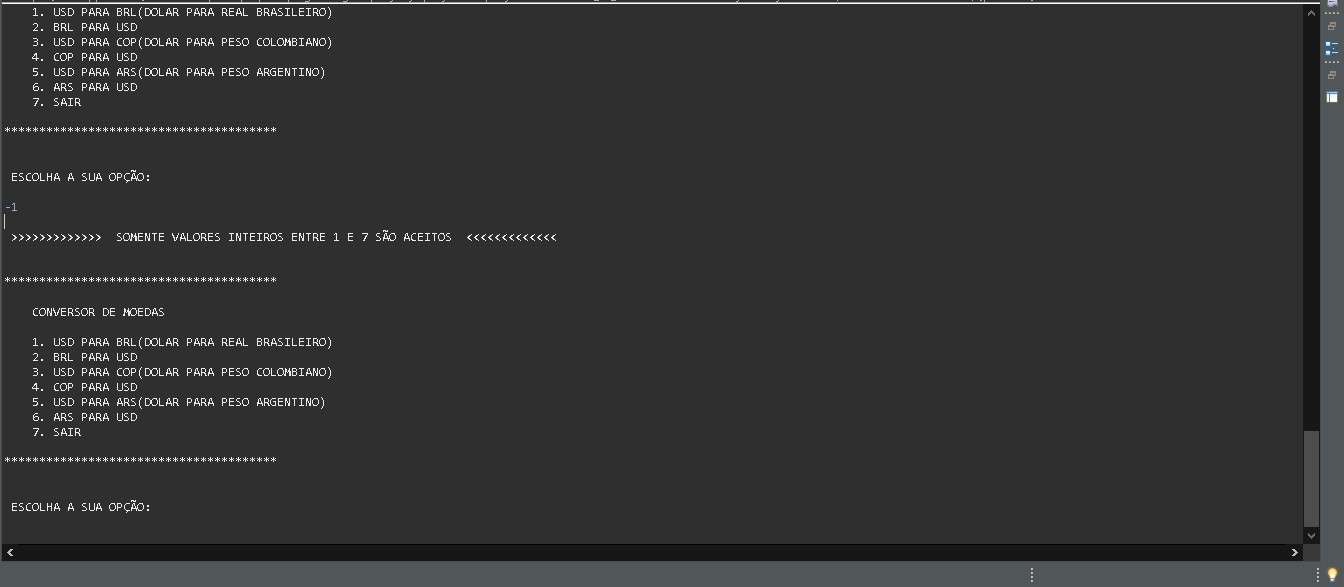 1. USD PARA BRL(DOLAR PARA REAL BRASILEIRO)
2. BRL PARA USD
3. USD PARA COP(DOLAR PARA PESO COLOMBIANO)
4. COP PARA USD
5. USD PARA ARS(DOLAR PARA PESO ARGENTINO)
6. ARS PARA USD
7. SAIR
***************************************
ESCOLHA A SUA OPÇÃO:
-1
>>>>>>>>>>>>>  SOMENTE VALORES INTEIROS ENTRE 1 E 7 SÃO ACEITOS  <<<<<<<<<<<<<
***************************************
CONVERSOR DE MOEDAS
1. USD PARA BRL(DOLAR PARA REAL BRASILEIRO)
2. BRL PARA USD
3. USD PARA COP(DOLAR PARA PESO COLOMBIANO)
4. COP PARA USD
5. USD PARA ARS(DOLAR PARA PESO ARGENTINO)
6. ARS PARA USD
7. SAIR
***************************************
ESCOLHA A SUA OPÇÃO: